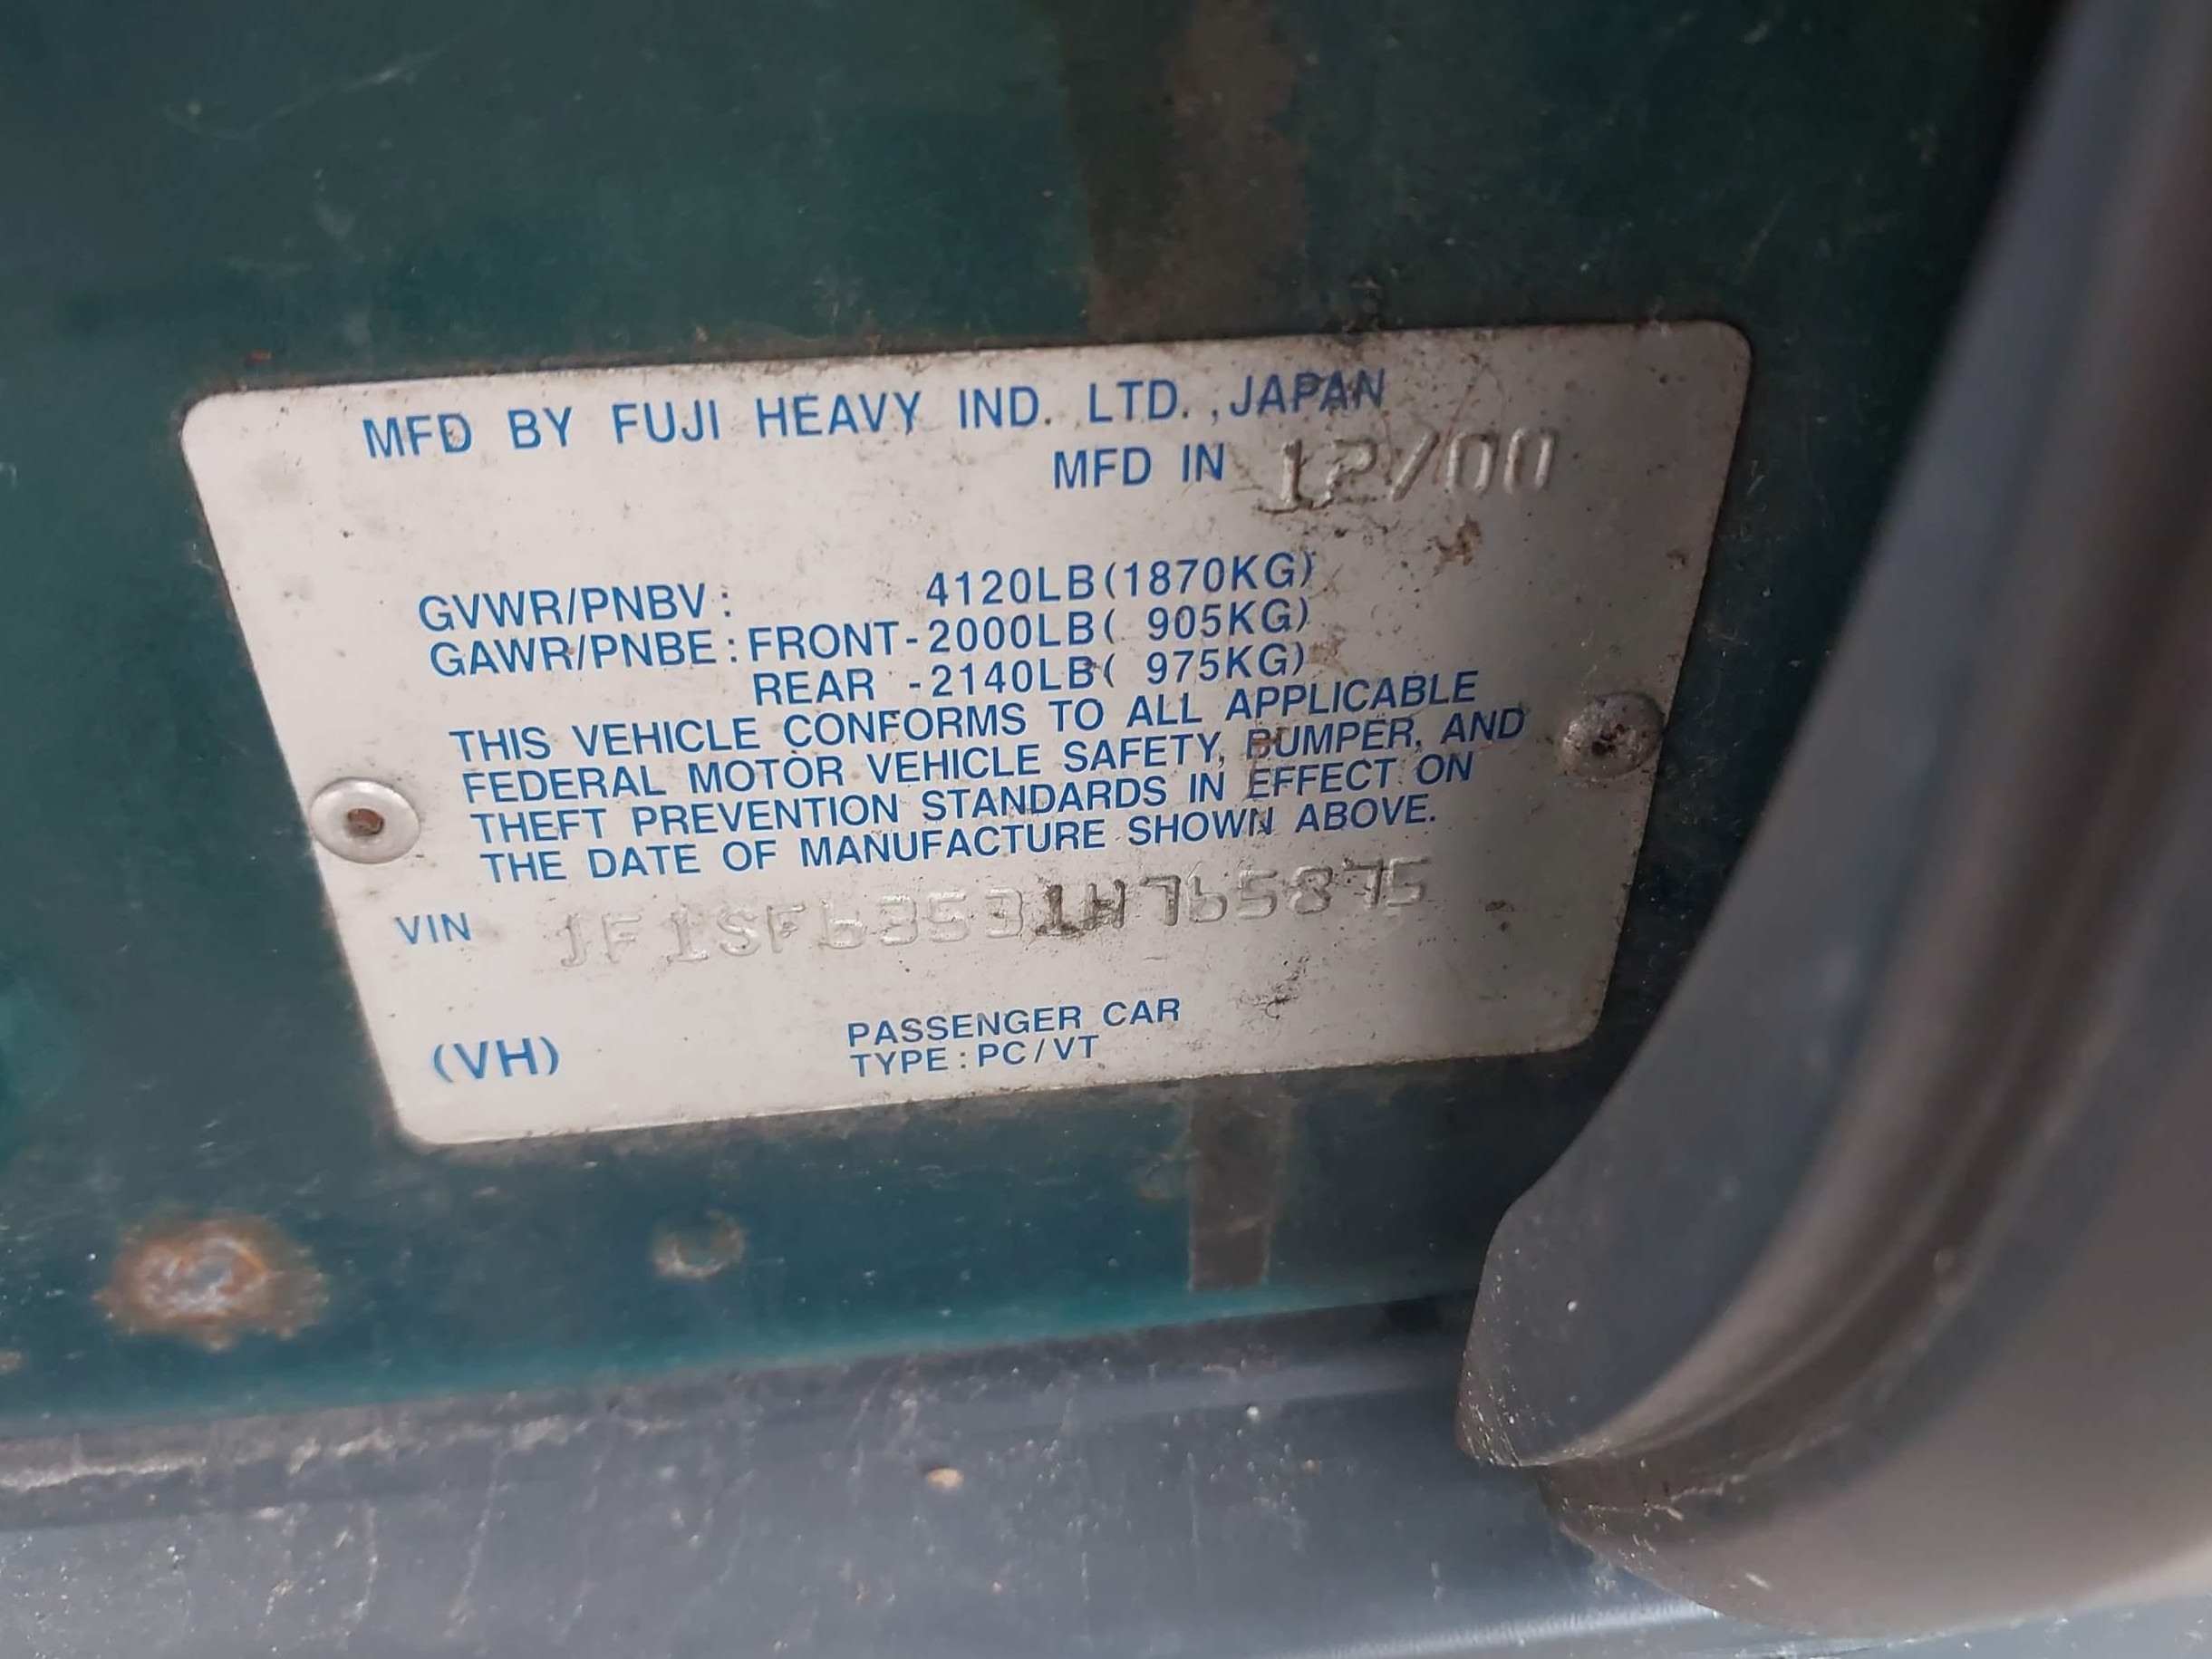 MFD BY FUJI HEAVY IND. LTD. ,JAPAN
MFD IN 12/00
GVWR/PNBV : 4120LB(1870KG)
GAWR/PNBE : FRONT-2000LB( 905KG)
REAR -2140LB( 975KG)
THIS VEHICLE CONFORMS TO ALL APPLICABLE
FEDERAL MOTOR VEHICLE SAFETY, BUMPER, AND
THEFT PREVENTION STANDARDS IN EFFECT ON
THE DATE OF MANUFACTURE SHOWN ABOVE.
VIN JF1SF63531H765875
(VH) PASSENGER CAR
TYPE : PC/VT